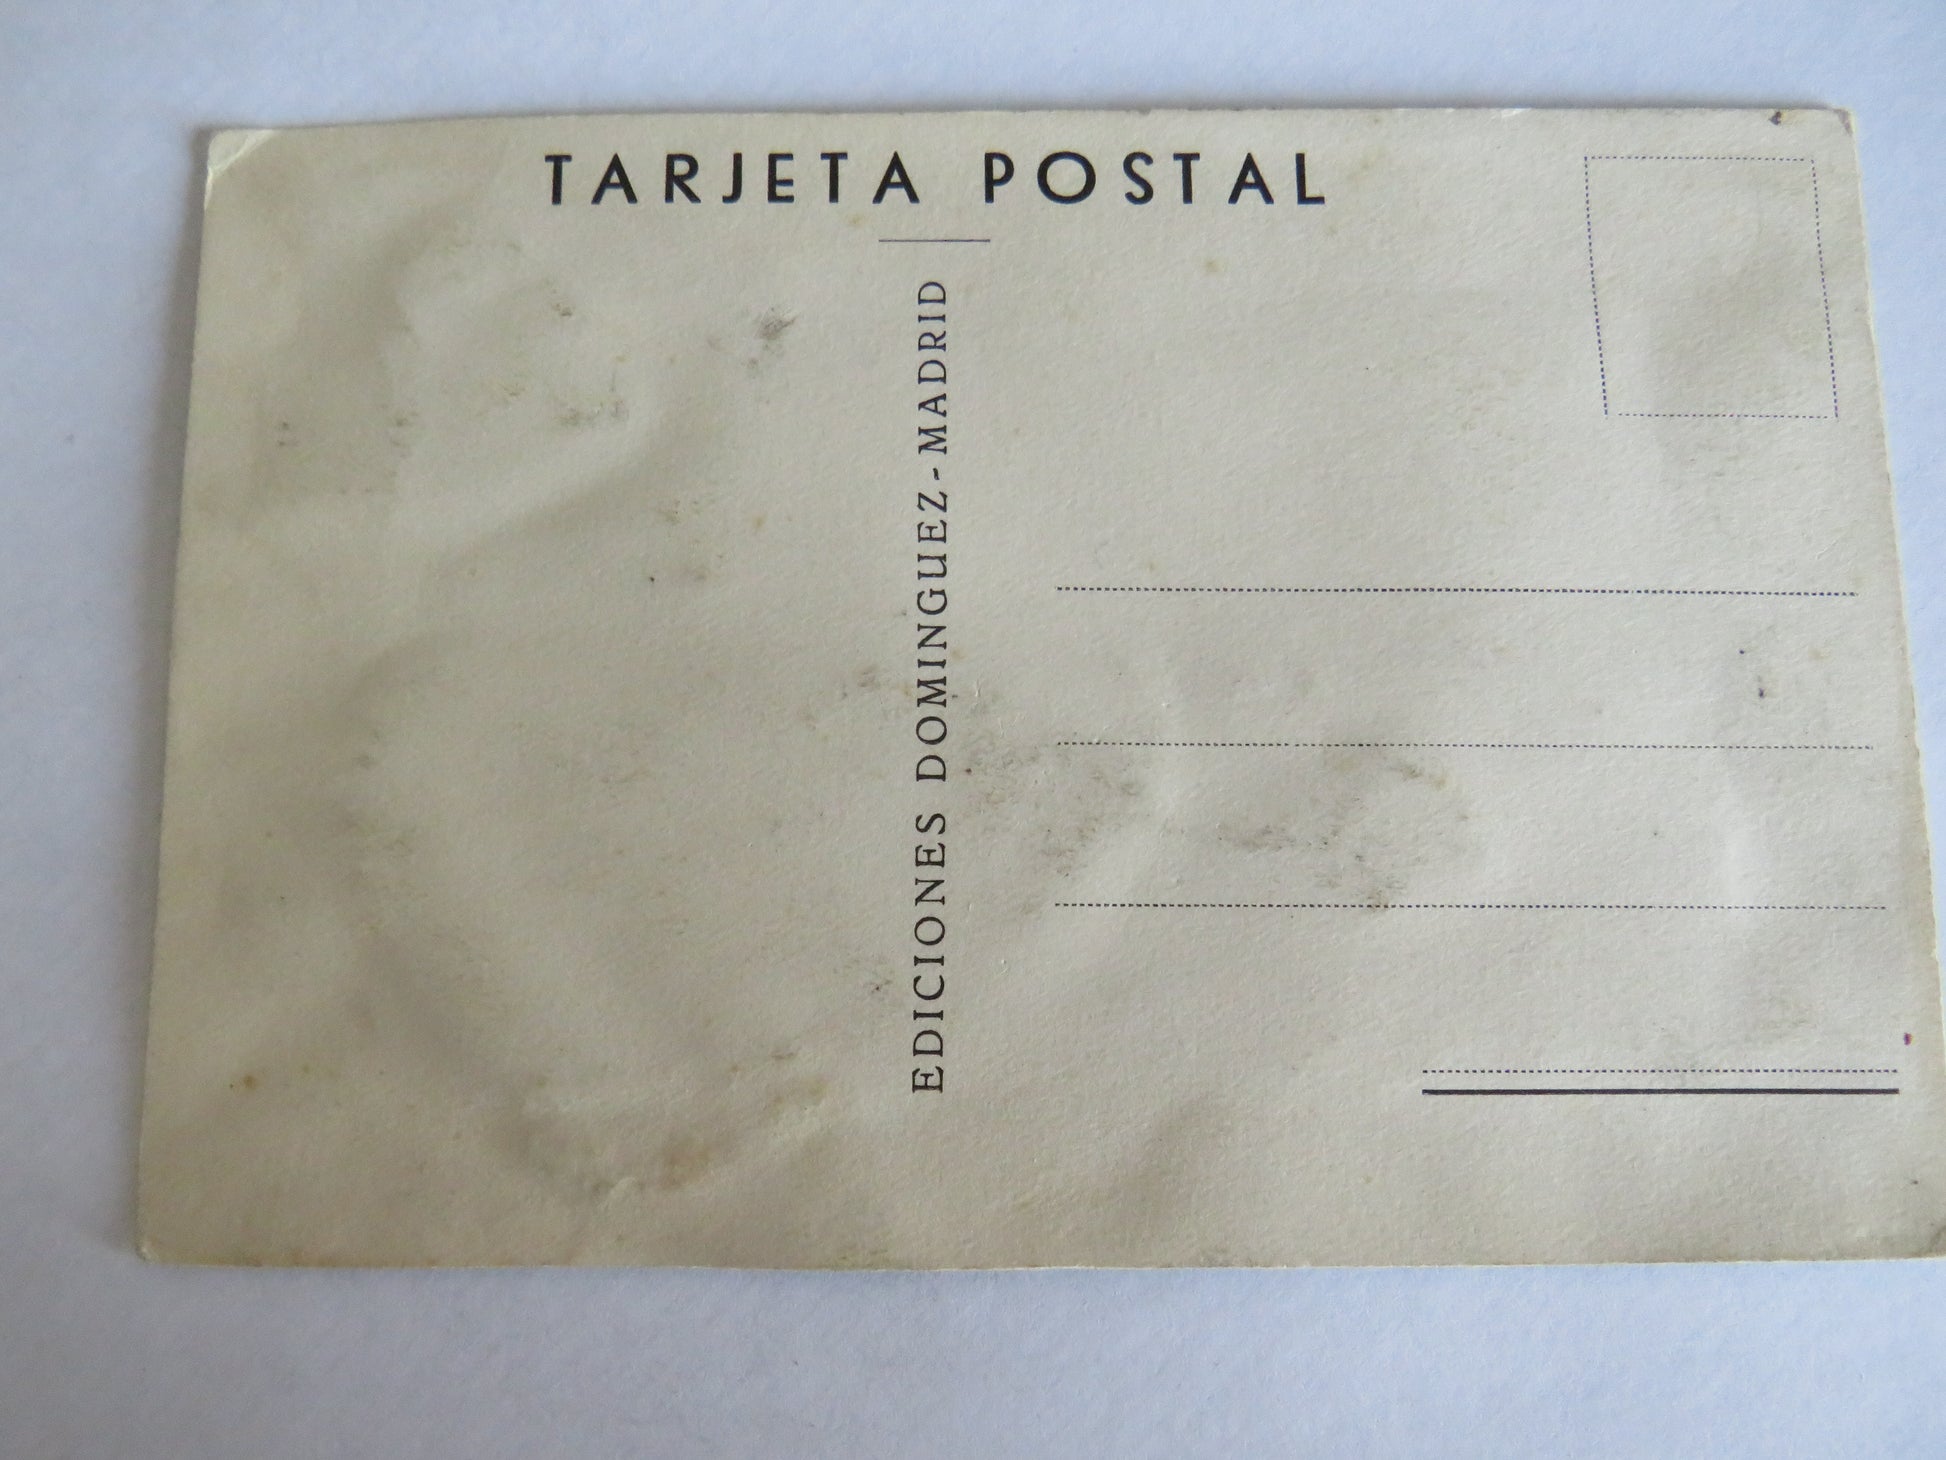 TARJETA POSTAL
EDICIONES DOMINGUEZ - MADRID